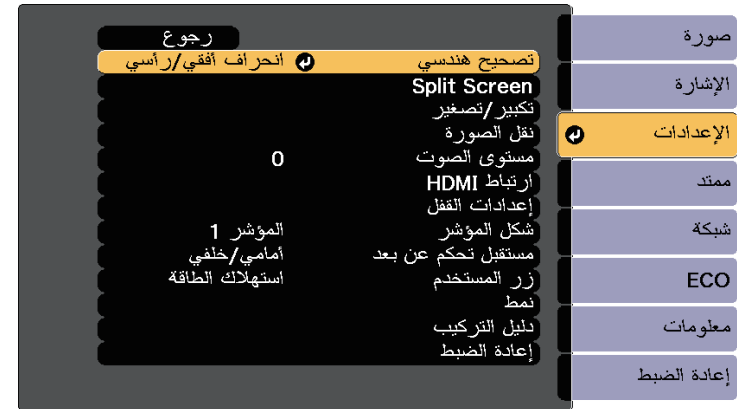 صورة
الإشارة
الإعدادات
ممتد
شبكة
ECO
معلومات
إعادة الضبط
رجوع
تصحيح هندسي انحراف أفقي/رأسي
Split Screen
تكبير/تصغير
نقل الصورة
مستوى الصوت 0
ارتباط HDMI
إعدادات القفل
شكل المؤشر المؤشر 1
مستقبل تحكم عن بعد أمامي/خلفي
زر المستخدم استهلاك الطاقة
نمط
دليل التركيب
إعادة الضبط